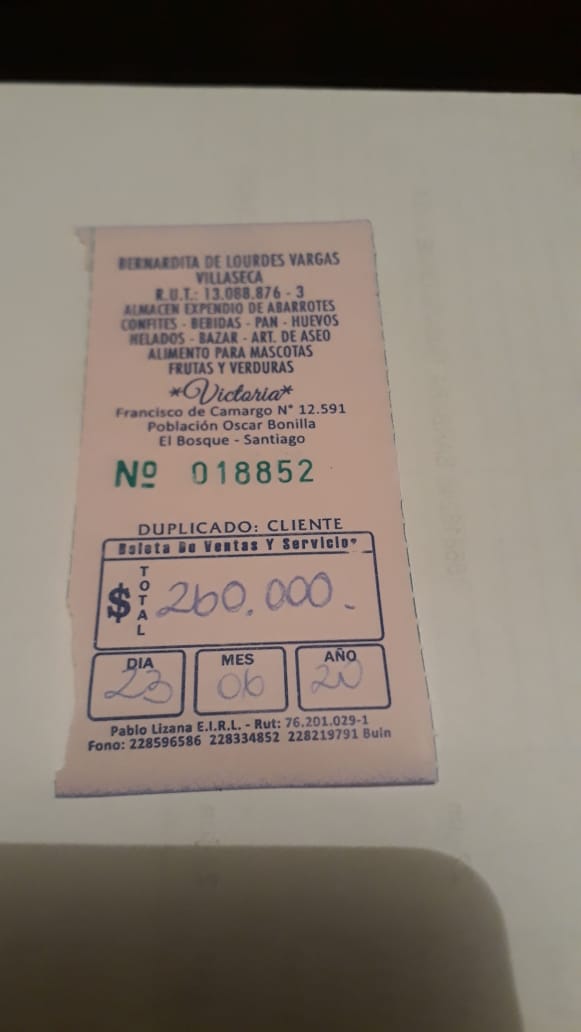 BERNARDITA DE LOURDES VARGAS
VILLASECA
R.U.T.: 13.088.876 - 3
ALMACEN EXPENDIO DE ABARROTES
CONFITES - BEBIDAS - PAN - HUEVOS
HELADOS - BAZAR - ART. DE ASEO
ALIMENTO PARA MASCOTAS
FRUTAS Y VERDURAS
*Victoria*
Francisco de Camargo N° 12.591
Población Oscar Bonilla
El Bosque - Santiago
Nº 018852
DUPLICADO: CLIENTE
Boleta De Ventas Y Servicios
$ TOTAL 260.000.
DIA MES AÑO
23 06 20
Pablo Lizana E.I.R.L. - Rut: 76.201.029-1
Fono: 228596586 228334852 228219791 Buin